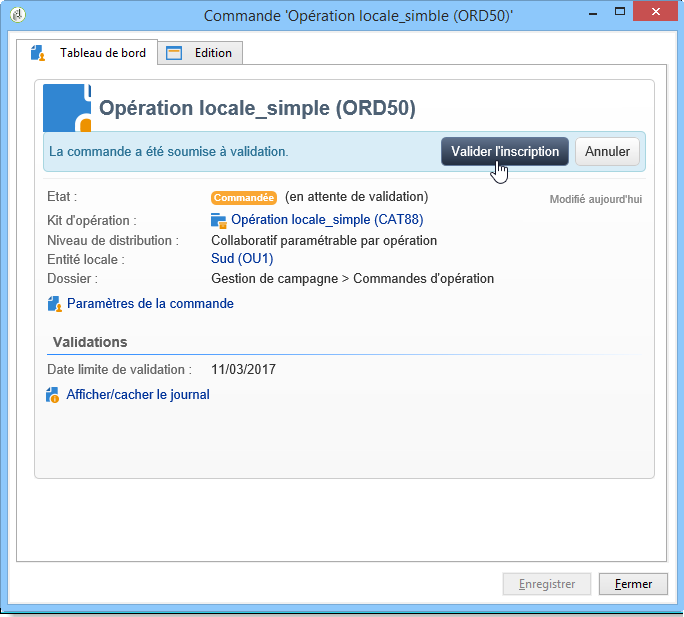 Commande 'Opération locale_simble (ORD50)'
Tableau de bord
Edition
Opération locale_simple (ORD50)
La commande a été soumise à validation.
Valider l'inscription
Annuler
Etat :
Commandée (en attente de validation)
Modifié aujourd'hui
Kit d'opération :
Opération locale_simple (CAT88)
Niveau de distribution :
Collaboratif paramétrable par opération
Entité locale :
Sud (OU1)
Dossier :
Gestion de campagne > Commandes d'opération
Paramètres de la commande
Validations
Date limite de validation :
11/03/2017
Afficher/cacher le journal
Enregistrer
Fermer